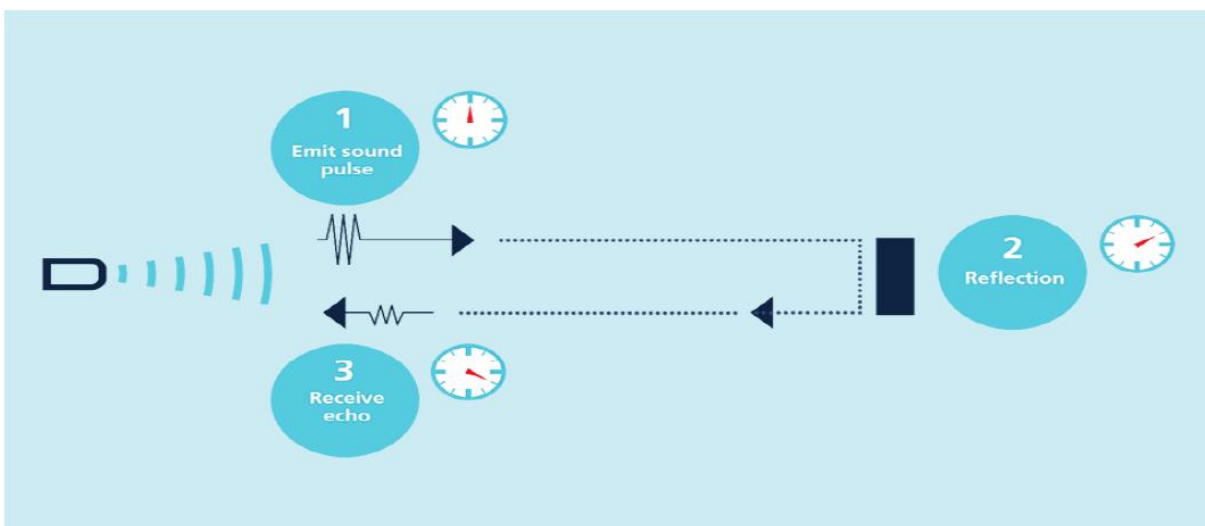 1
Emit sound
pulse
2
Reflection
3
Receive
echo